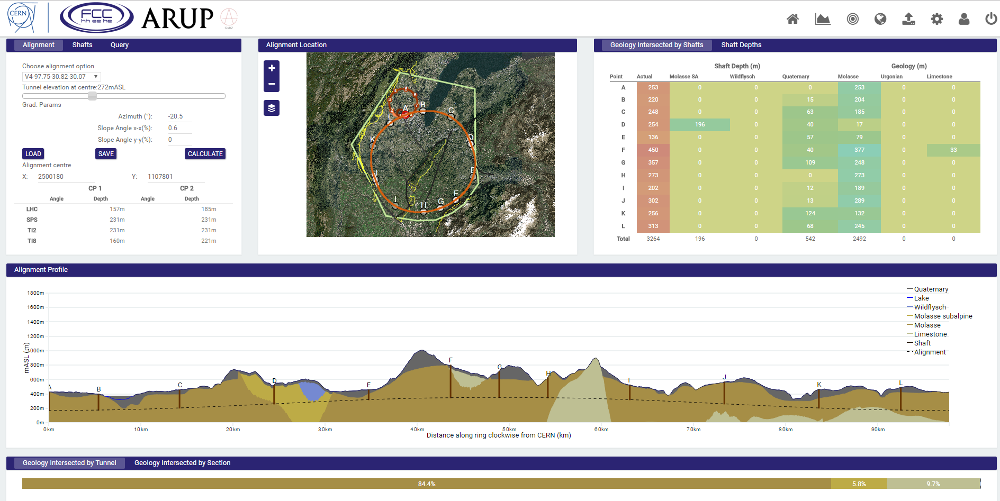 CERN
FCC
hh ee he
ARUP
GADZ
Alignment Shafts Query
Choose alignment option
V4-97.75-30.82-30.07
Tunnel elevation at centre:272mASL
Grad. Params
Azimuth (°): -20.5
Slope Angle x-x(%): 0.6
Slope Angle y-y(%): 0
LOAD SAVE CALCULATE
Alignment centre
X: 2500180 Y: 1107801
CP 1 CP 2
Angle Depth Angle Depth
LHC 157m 185m
SPS 231m 231m
TI2 231m 231m
TI8 160m 221m
Alignment Location
+
−
5
4 6
3
7
2 A 8 B
L C
K D
J E
I H G F
Geology Intersected by Shafts Shaft Depths
Shaft Depth (m) Geology (m)
Point Actual Molasse SA Wildflysch Quaternary Molasse Urgonian Limestone
A 253 0 0 0 253 0 0
B 220 0 0 15 204 0 0
C 248 0 0 63 185 0 0
D 254 196 0 40 17 0 0
E 136 0 0 57 79 0 0
F 450 0 0 40 377 0 33
G 357 0 0 109 248 0 0
H 273 0 0 0 273 0 0
I 202 0 0 12 189 0 0
J 302 0 0 13 289 0 0
K 256 0 0 124 132 0 0
L 313 0 0 68 245 0 0
Total 3264 196 0 542 2492 0 0
Alignment Profile
mASL (m)
1800m
1600m
1400m
1200m
1000m
800m
600m
400m
200m
0m
A B C D E F G H I J K L
0km 10km 20km 30km 40km 50km 60km 70km 80km 90km
Distance along ring clockwise from CERN (km)
Quaternary
Lake
Wildflysch
Molasse subalpine
Molasse
Limestone
Shaft
Alignment
Geology Intersected by Tunnel Geology Intersected by Section
84.4% 5.8% 9.7%